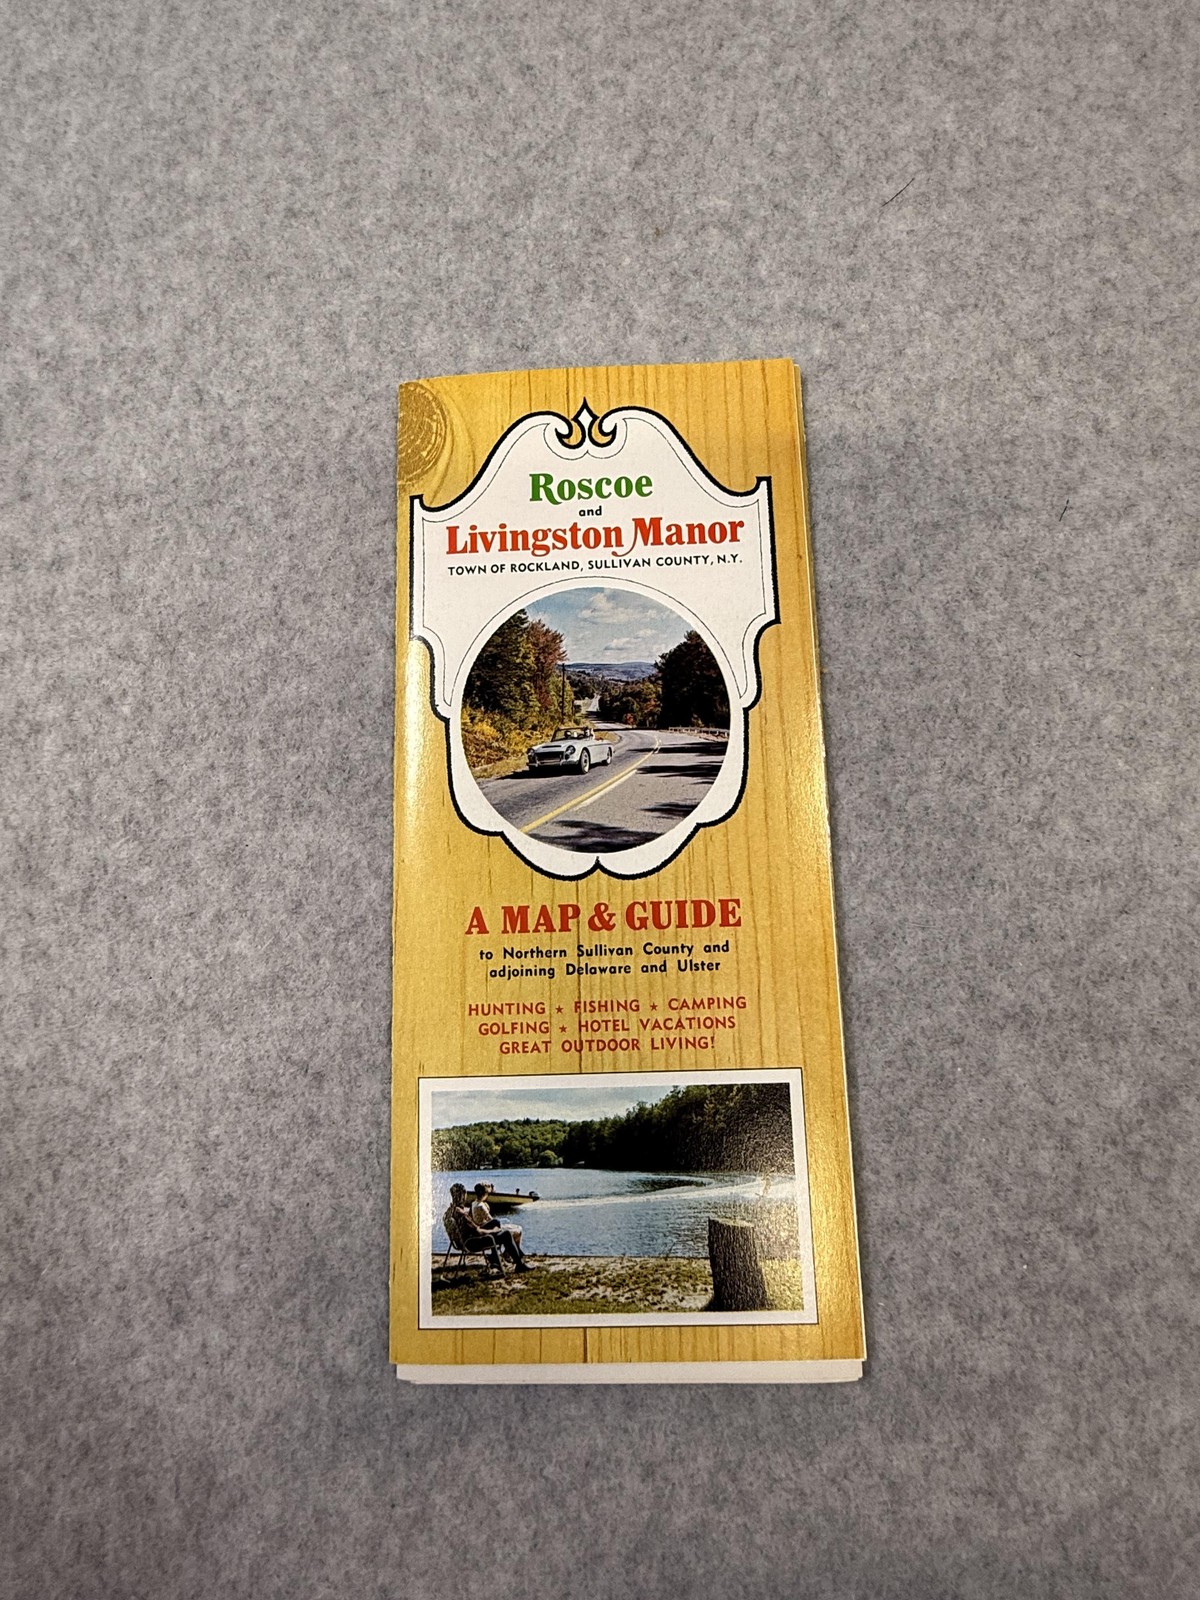 Roscoe
and
Livingston Manor
TOWN OF ROCKLAND, SULLIVAN COUNTY, N.Y.
A MAP & GUIDE
to Northern Sullivan County and
adjoining Delaware and Ulster
HUNTING ★ FISHING ★ CAMPING
GOLFING ★ HOTEL VACATIONS
GREAT OUTDOOR LIVING!